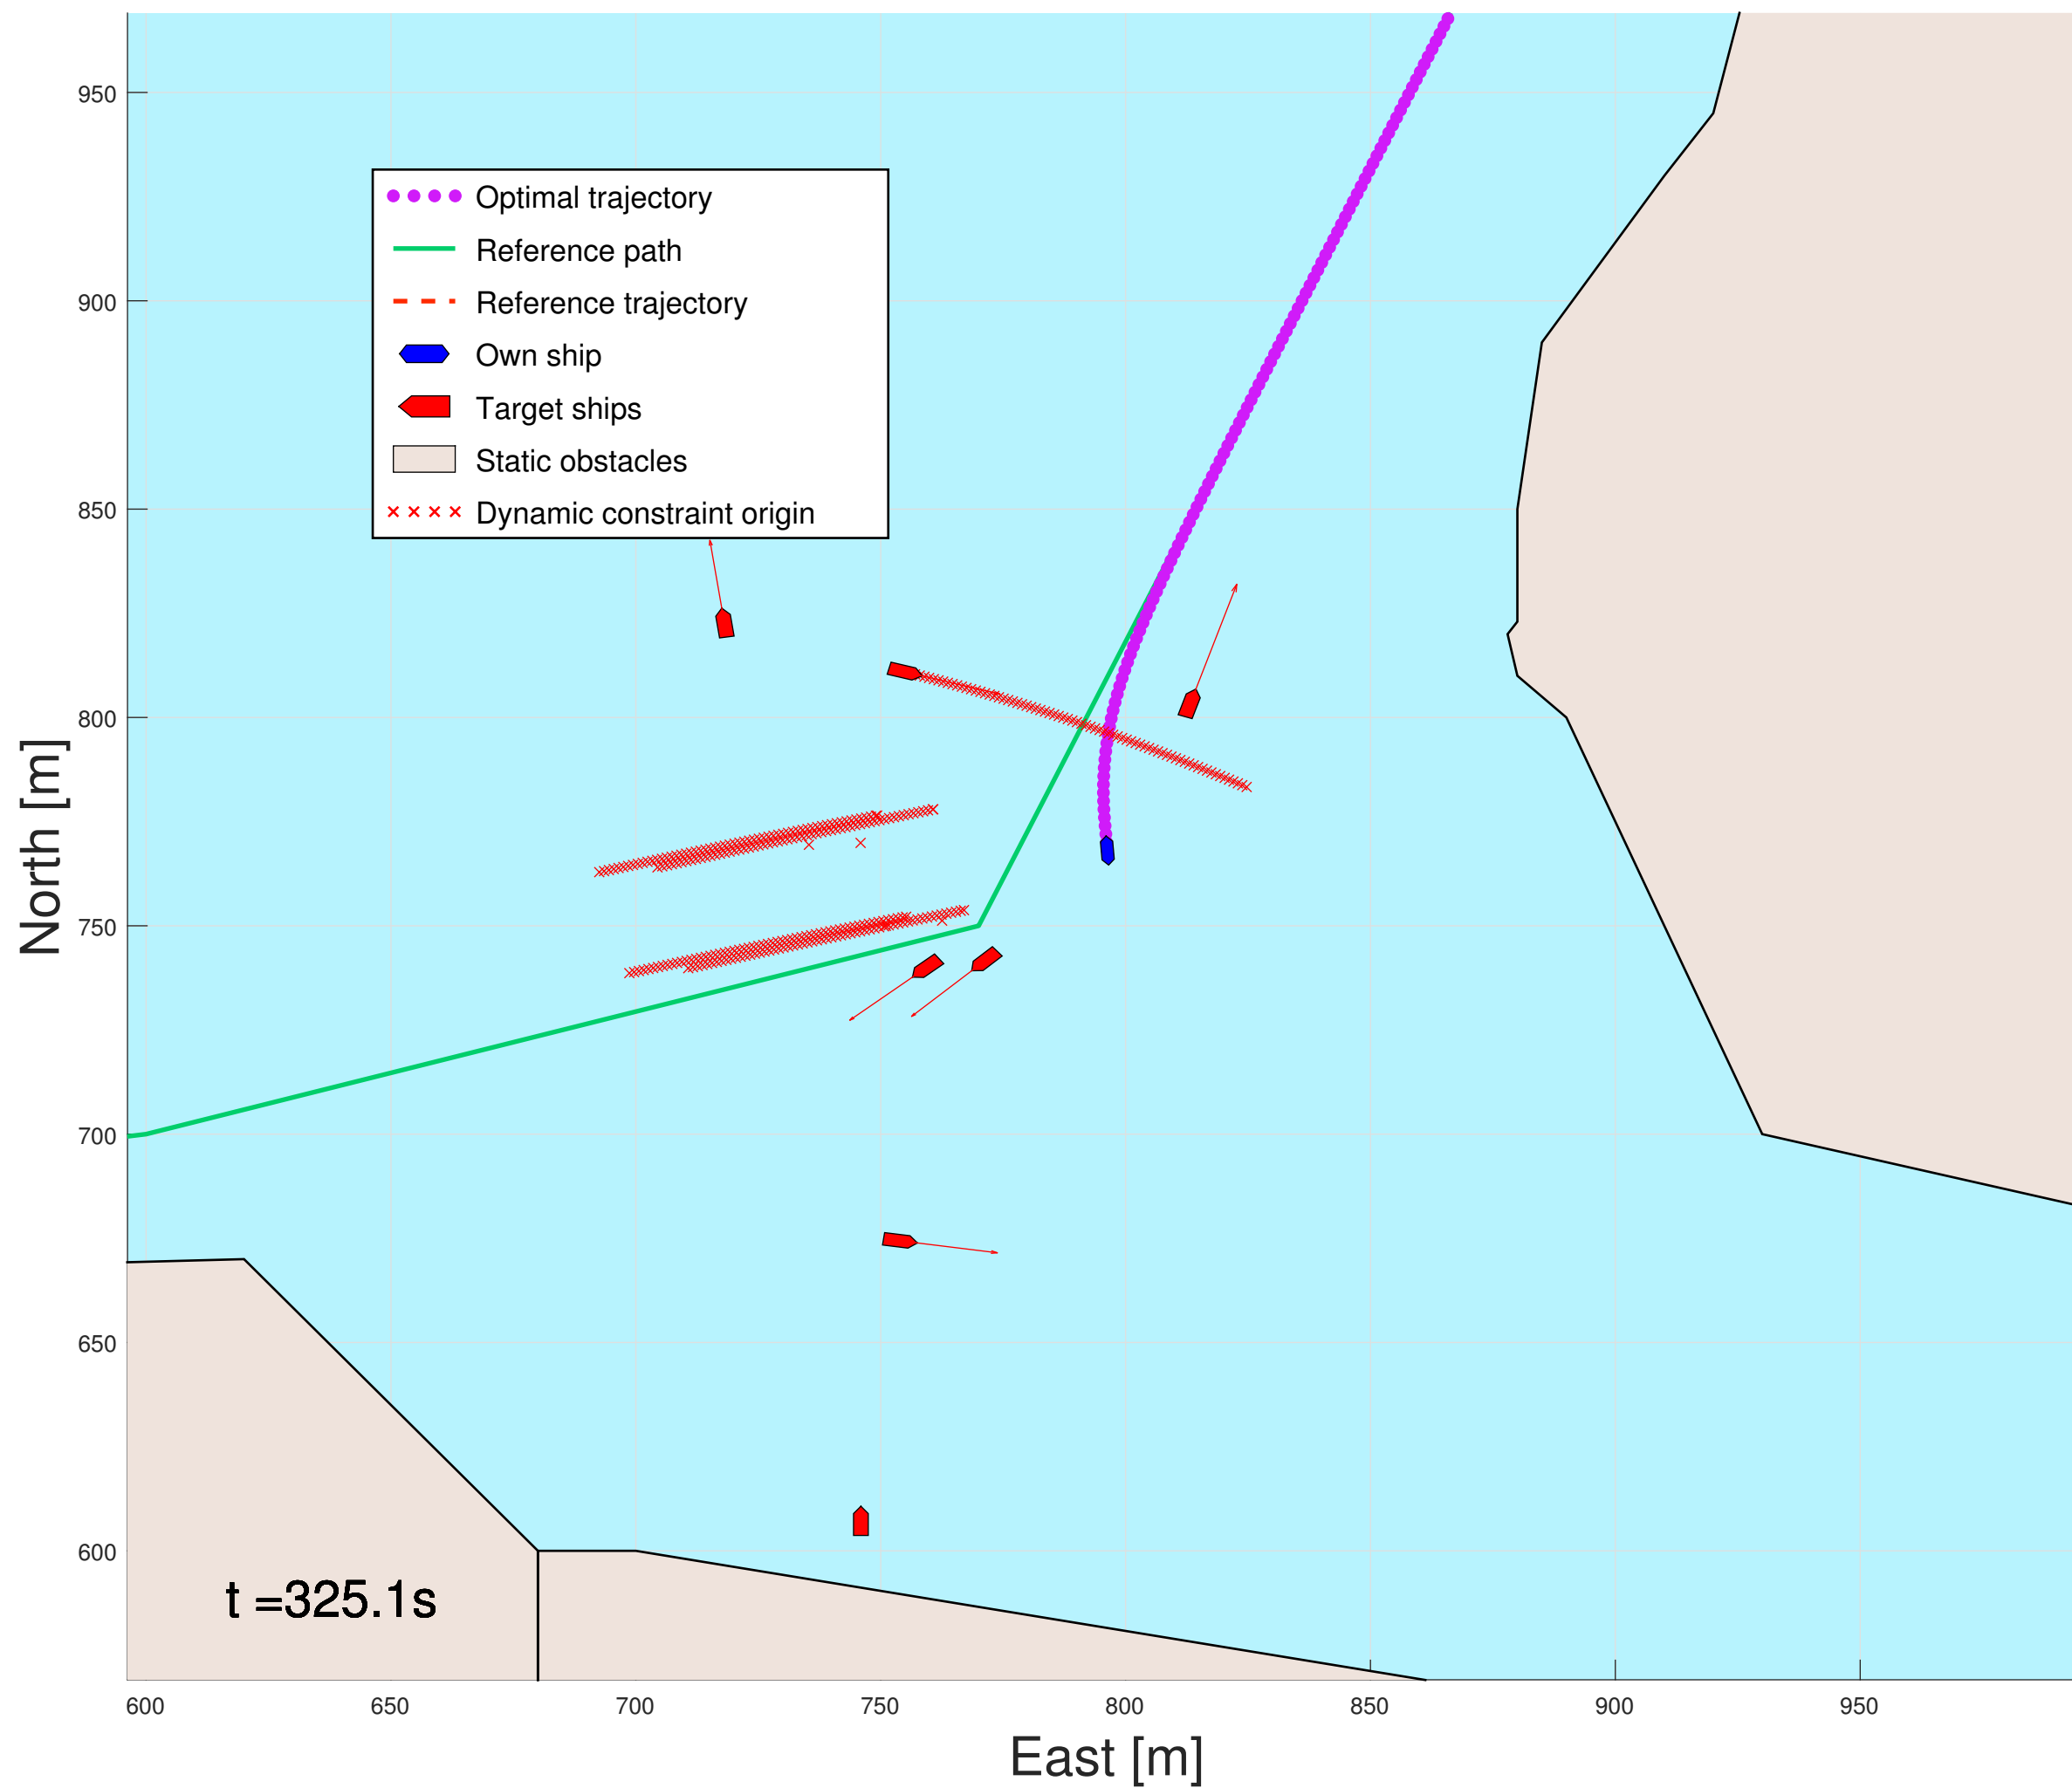 950
900
850
800
750
700
650
600
North [m]
Optimal trajectory
Reference path
Reference trajectory
Own ship
Target ships
Static obstacles
Dynamic constraint origin
t =325.1s
600 650 700 750 800 850 900 950
East [m]